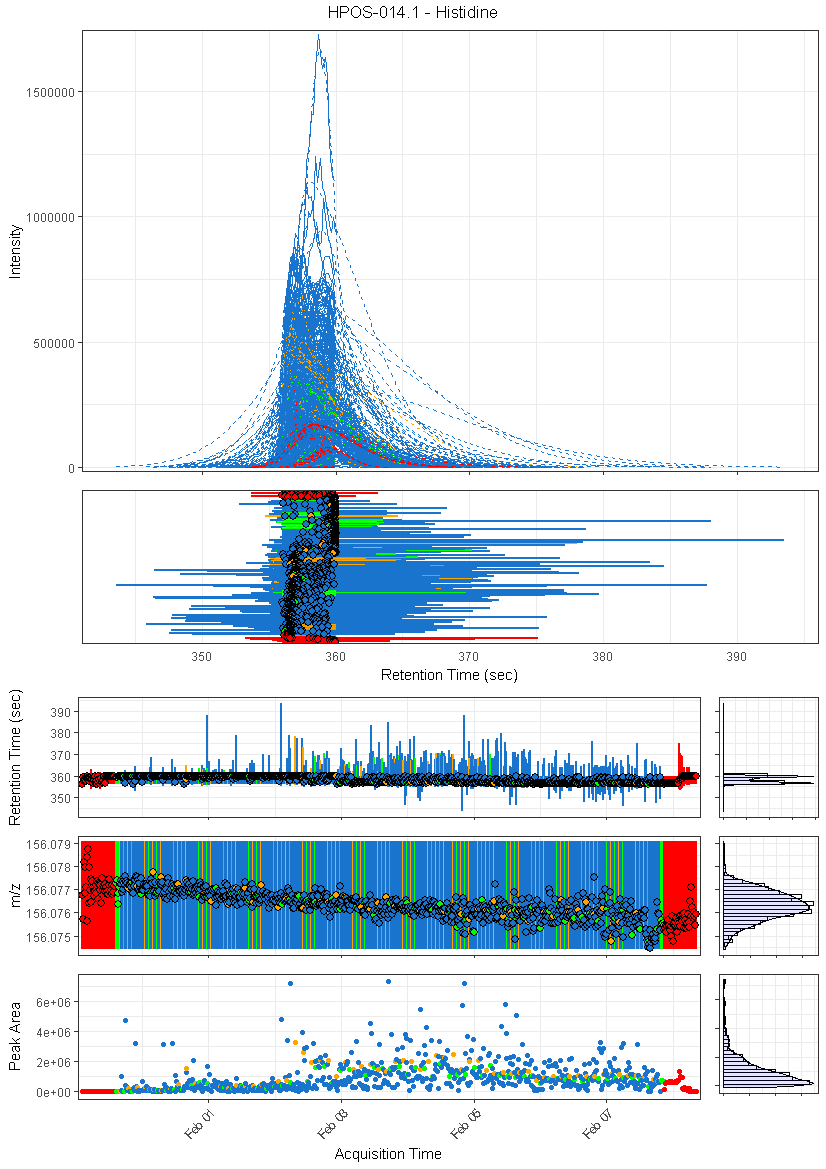 HPOS-014.1 - Histidine
Intensity
1500000
1000000
500000
0
350 360 370 380 390
Retention Time (sec)
Retention Time (sec)
390
380
370
360
350
m/z
156.079
156.078
156.077
156.076
156.075
Peak Area
6e+06
4e+06
2e+06
0e+00
Feb 01 Feb 03 Feb 05 Feb 07
Acquisition Time